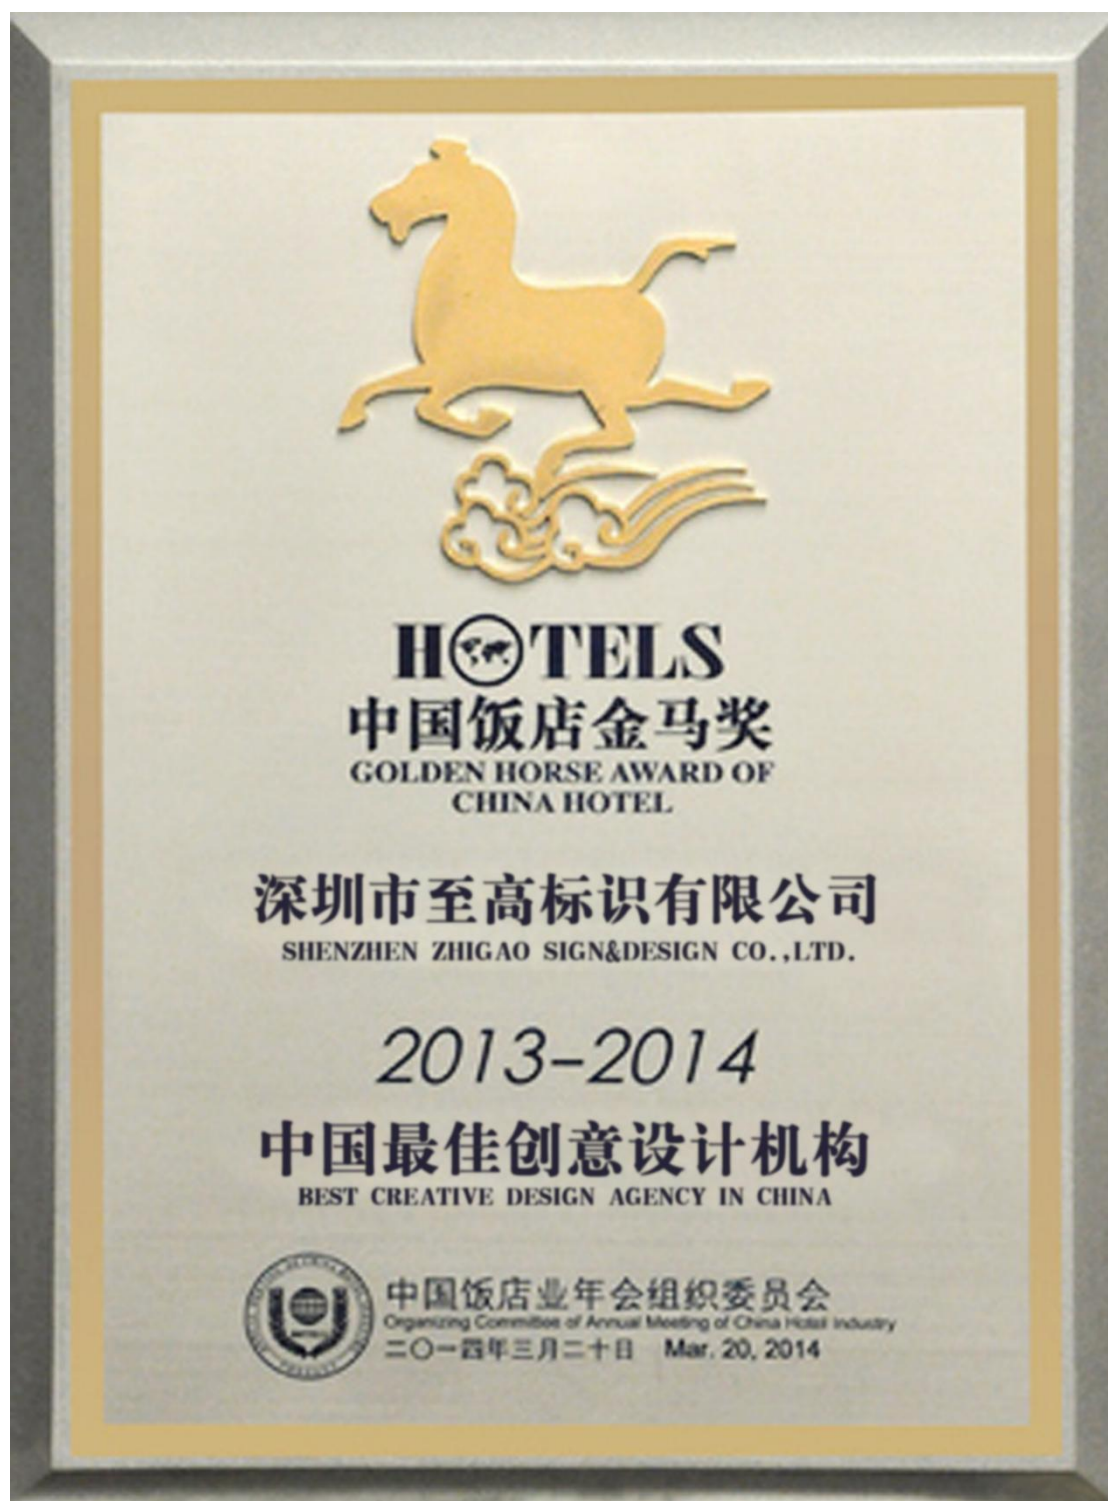 HOTELS
中国饭店金马奖
GOLDEN HORSE AWARD OF
CHINA HOTEL
深圳市至高标识有限公司
SHENZHEN ZHIGAO SIGN&DESIGN CO.,LTD.
2013-2014
中国最佳创意设计机构
BEST CREATIVE DESIGN AGENCY IN CHINA
中国饭店业年会组织委员会
Organizing Committee of Annual Meeting of China Hotel Industry
二〇一四年三月二十日 Mar. 20, 2014